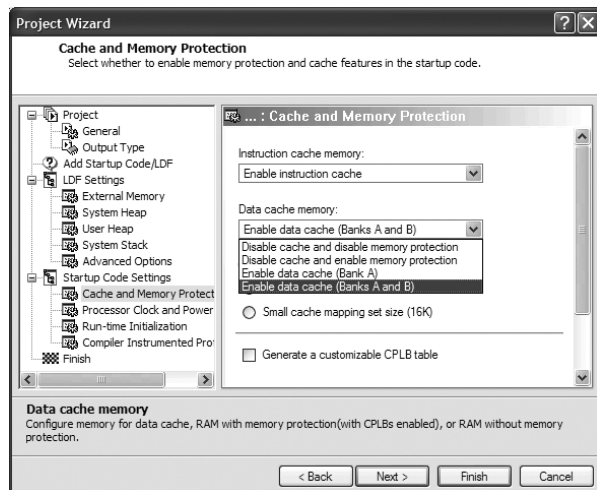 Project Wizard
Cache and Memory Protection
Select whether to enable memory protection and cache features in the startup code.
Project
General
Output Type
Add Startup Code/LDF
LDF Settings
External Memory
System Heap
User Heap
System Stack
Advanced Options
Startup Code Settings
Cache and Memory Protect
Processor Clock and Power
Run-time Initialization
Compiler Instrumented Pro
Finish
... : Cache and Memory Protection
Instruction cache memory:
Enable instruction cache
Data cache memory:
Enable data cache (Banks A and B)
Disable cache and disable memory protection
Disable cache and enable memory protection
Enable data cache (Bank A)
Enable data cache (Banks A and B)
Small cache mapping set size (16K)
Generate a customizable CPLB table
Data cache memory
Configure memory for data cache, RAM with memory protection(with CPLBs enabled), or RAM without memory
protection.
< Back
Next >
Finish
Cancel